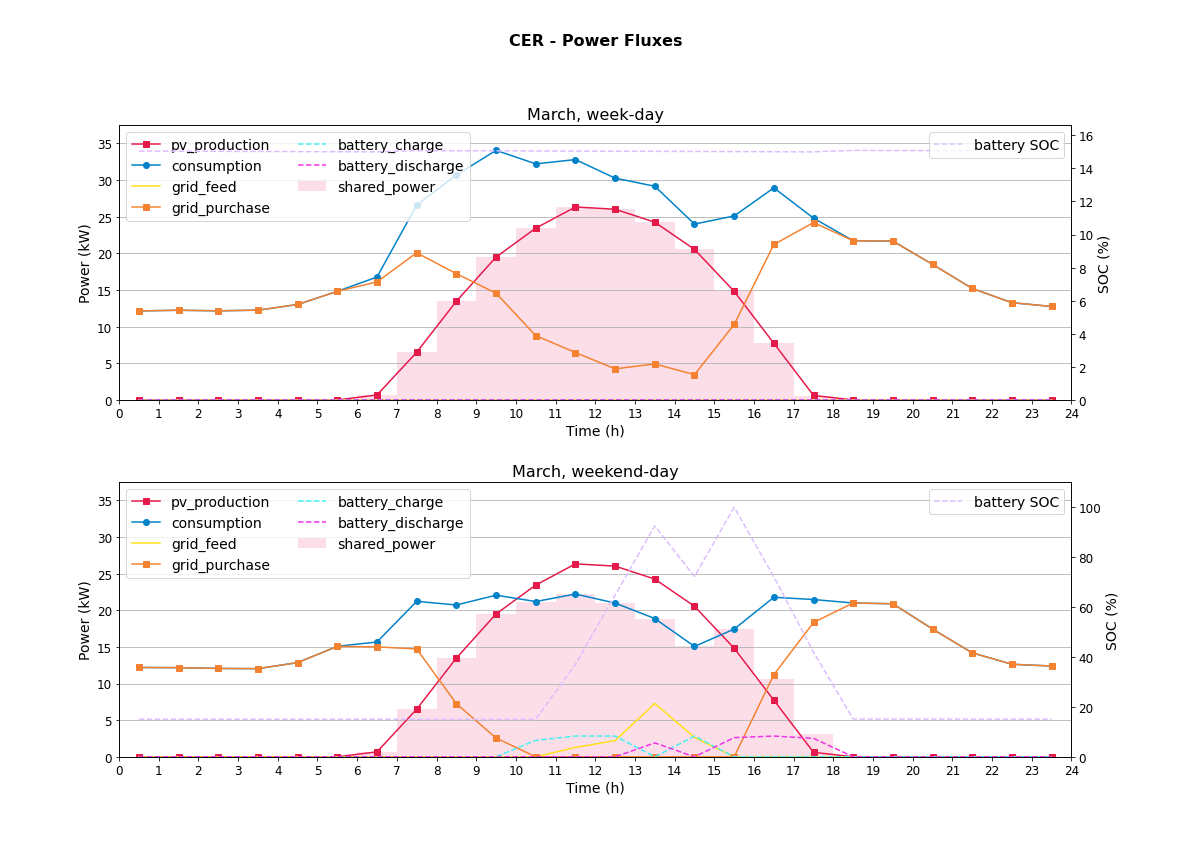 CER - Power Fluxes
March, week-day
pv_production
consumption
grid_feed
grid_purchase
battery_charge
battery_discharge
shared_power
battery SOC
Power (kW)
35
30
25
20
15
10
5
0
16
14
12
10
8
6
4
2
0
SOC (%)
0 1 2 3 4 5 6 7 8 9 10 11 12 13 14 15 16 17 18 19 20 21 22 23 24
Time (h)
March, weekend-day
pv_production
consumption
grid_feed
grid_purchase
battery_charge
battery_discharge
shared_power
battery SOC
Power (kW)
35
30
25
20
15
10
5
0
100
80
60
40
20
0
SOC (%)
0 1 2 3 4 5 6 7 8 9 10 11 12 13 14 15 16 17 18 19 20 21 22 23 24
Time (h)